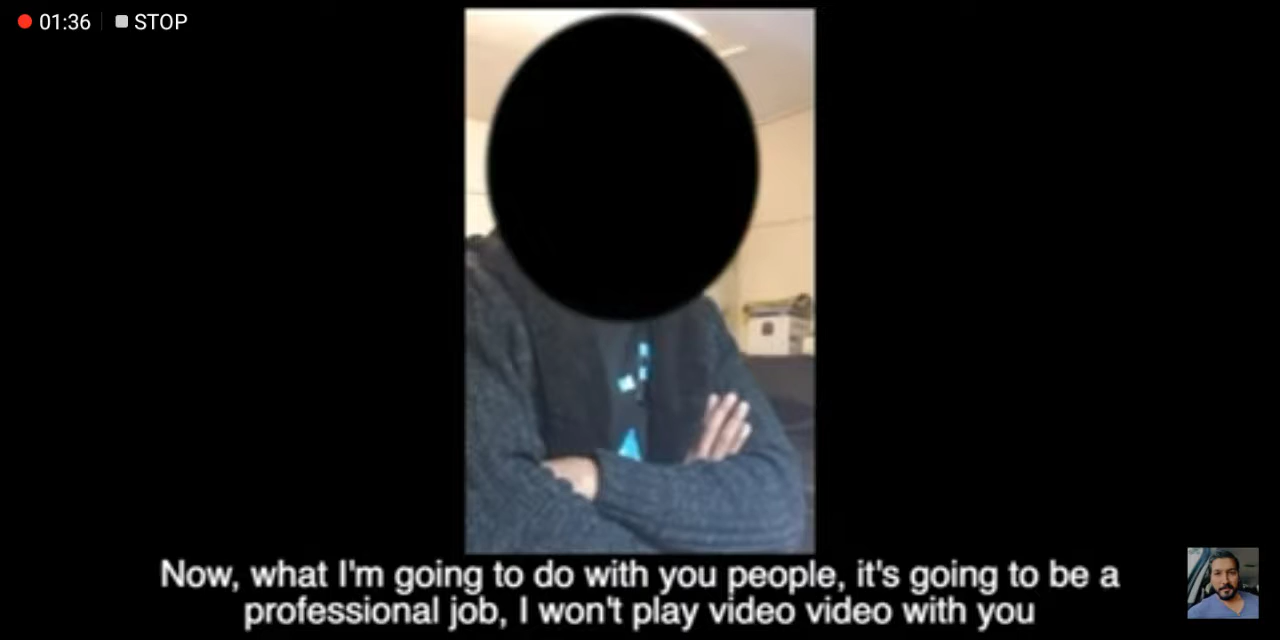 01:36 STOP
Now, what I'm going to do with you people, it's going to be a
professional job, I won't play video video with you